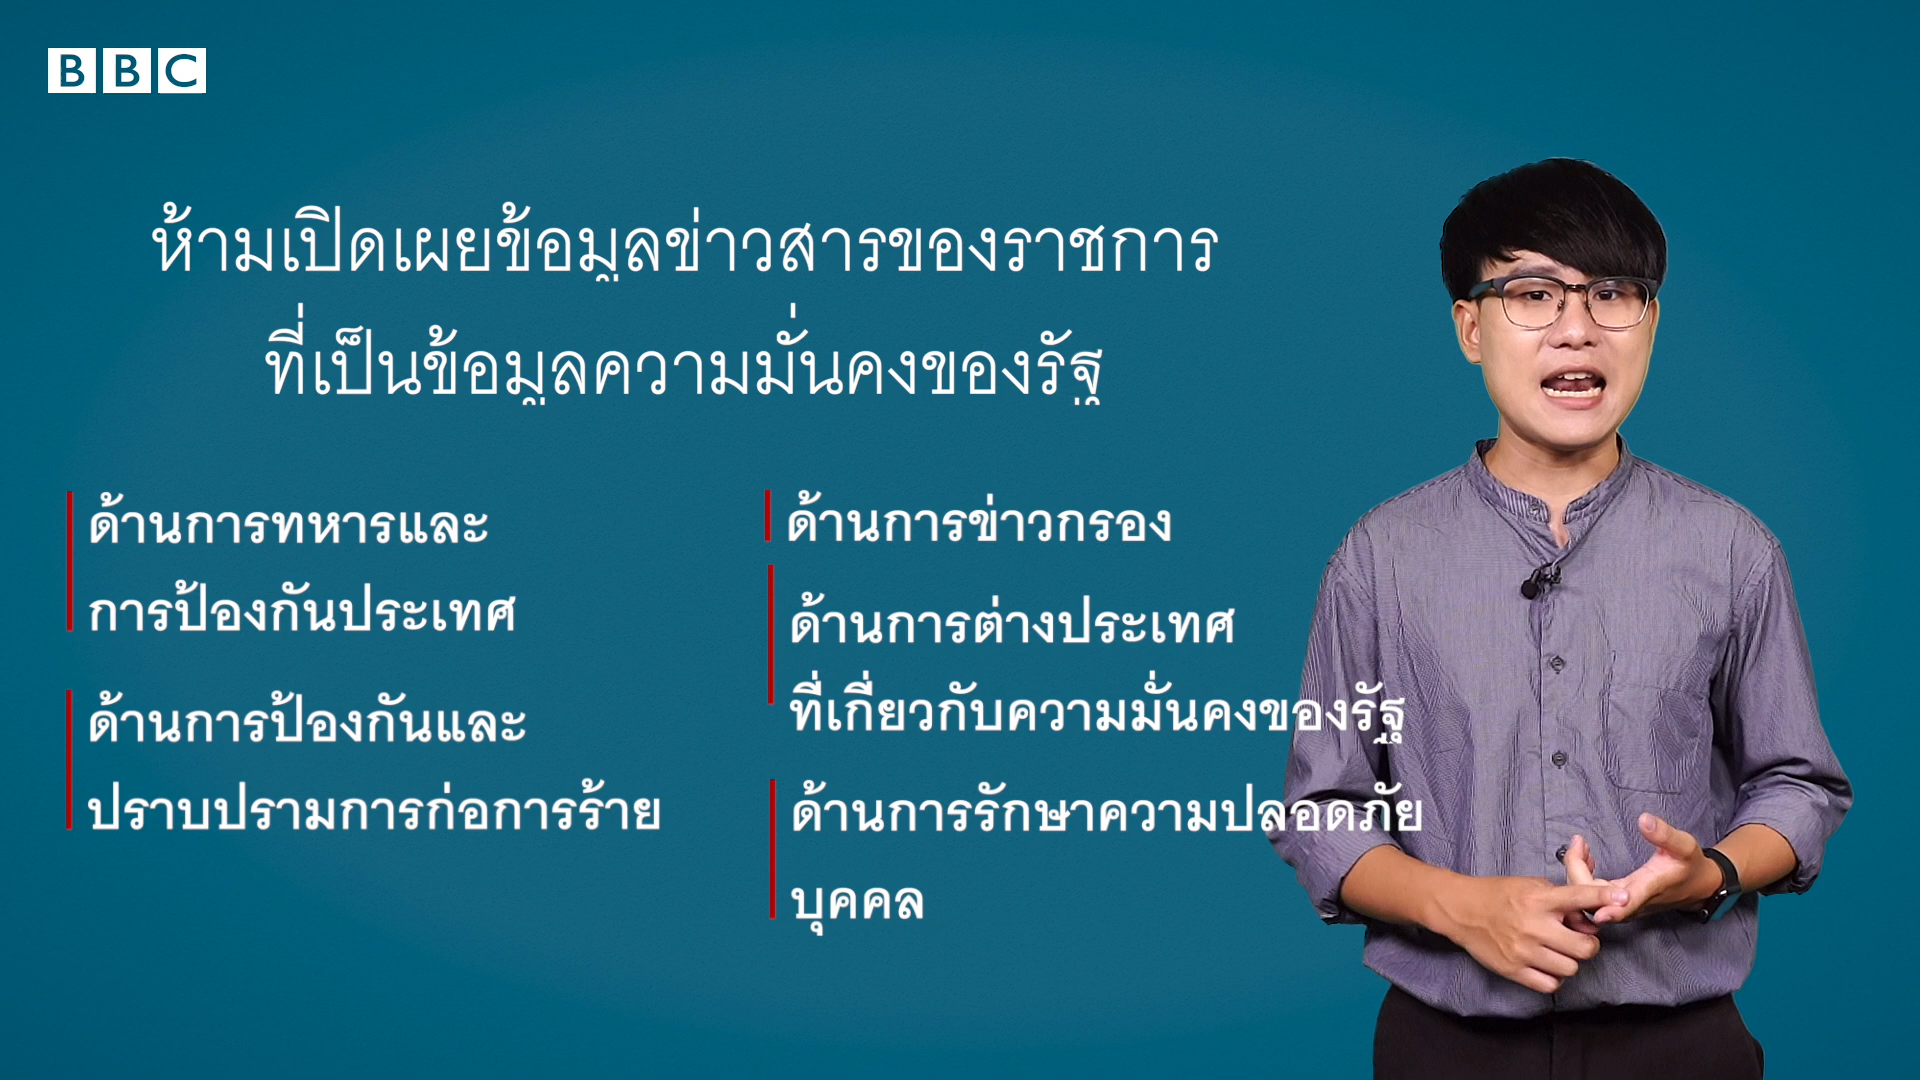 BBC
ห้ามเปิดเผยข้อมูลข่าวสารของราชการ
ที่เป็นข้อมูลความมั่นคงของรัฐ
ด้านการทหารและ
การป้องกันประเทศ
ด้านการป้องกันและ
ปราบปรามการก่อการร้าย
ด้านการข่าวกรอง
ด้านการต่างประเทศ
ที่เกี่ยวกับความมั่นคงของรัฐ
ด้านการรักษาความปลอดภัย
บุคคล